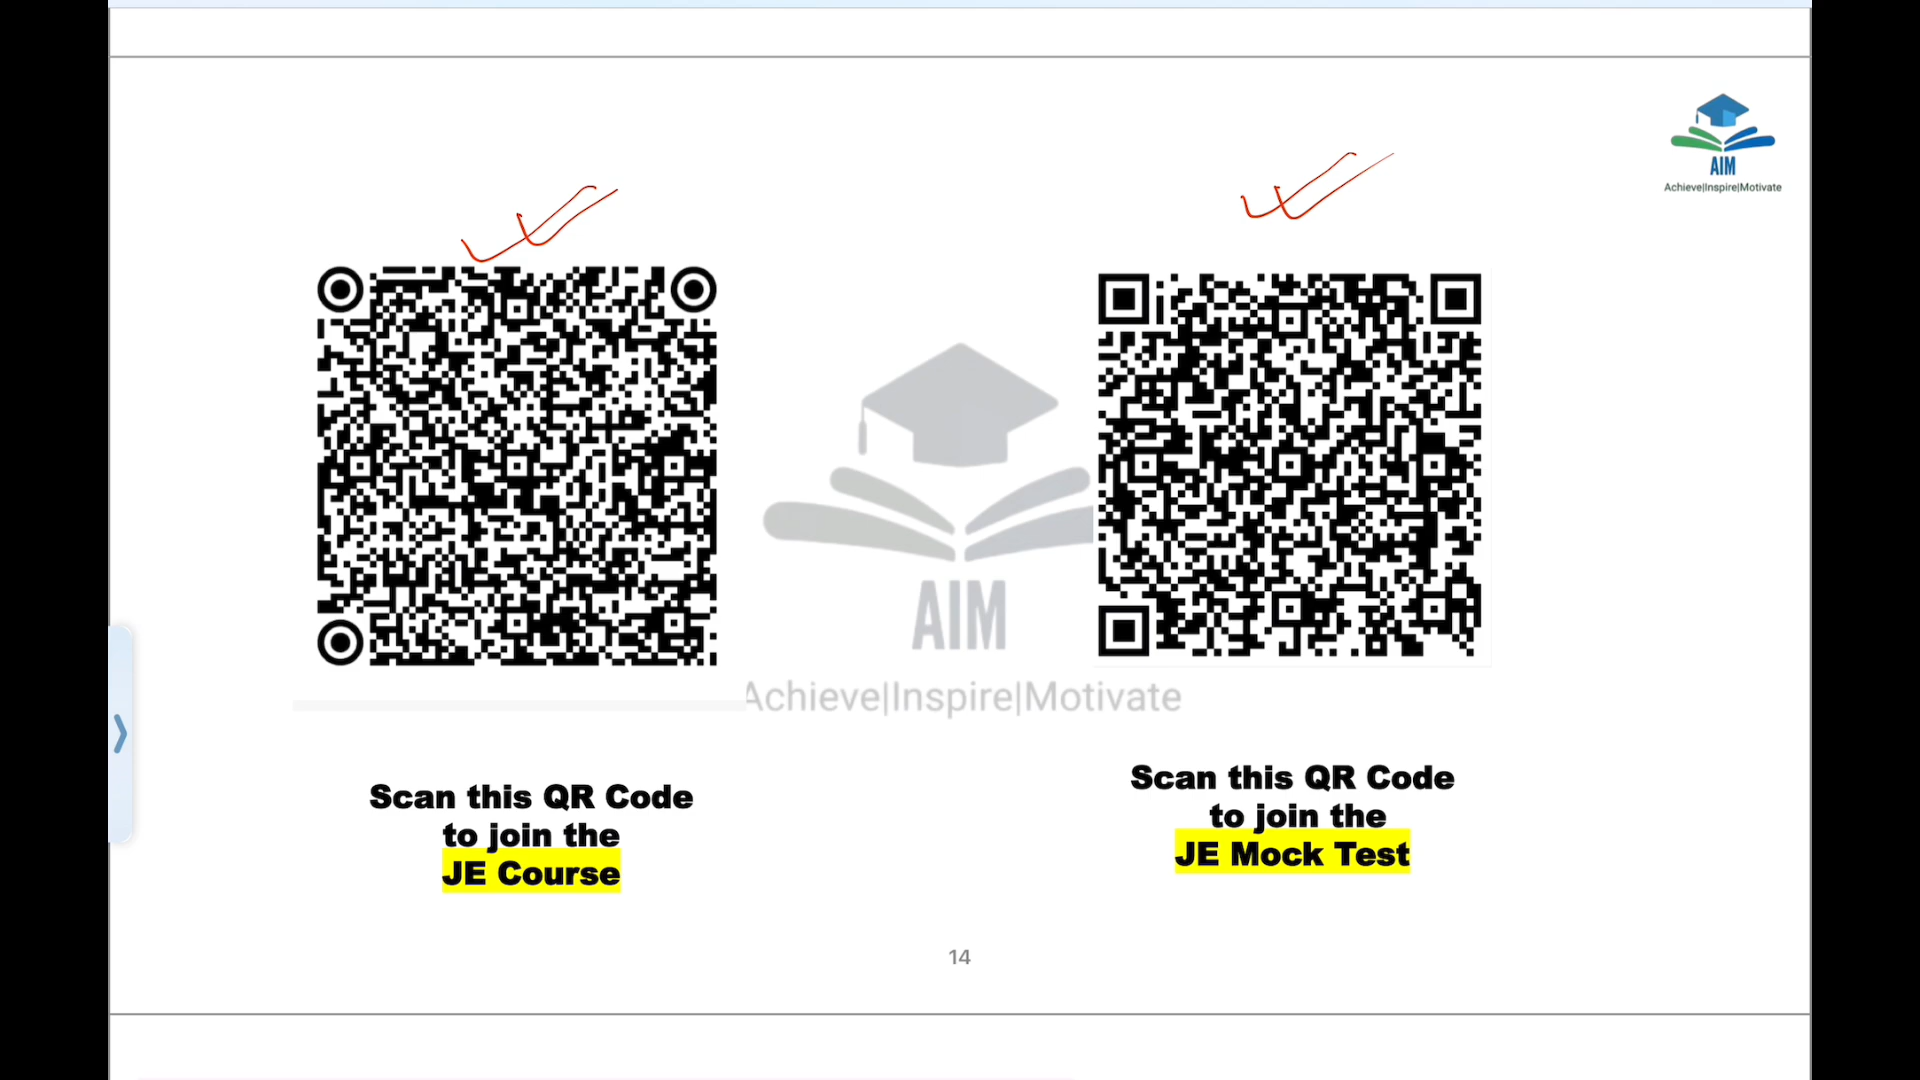 AIM
Achieve|Inspire|Motivate
AIM
Achieve|Inspire|Motivate
Scan this QR Code
to join the
JE Course
Scan this QR Code
to join the
JE Mock Test
14